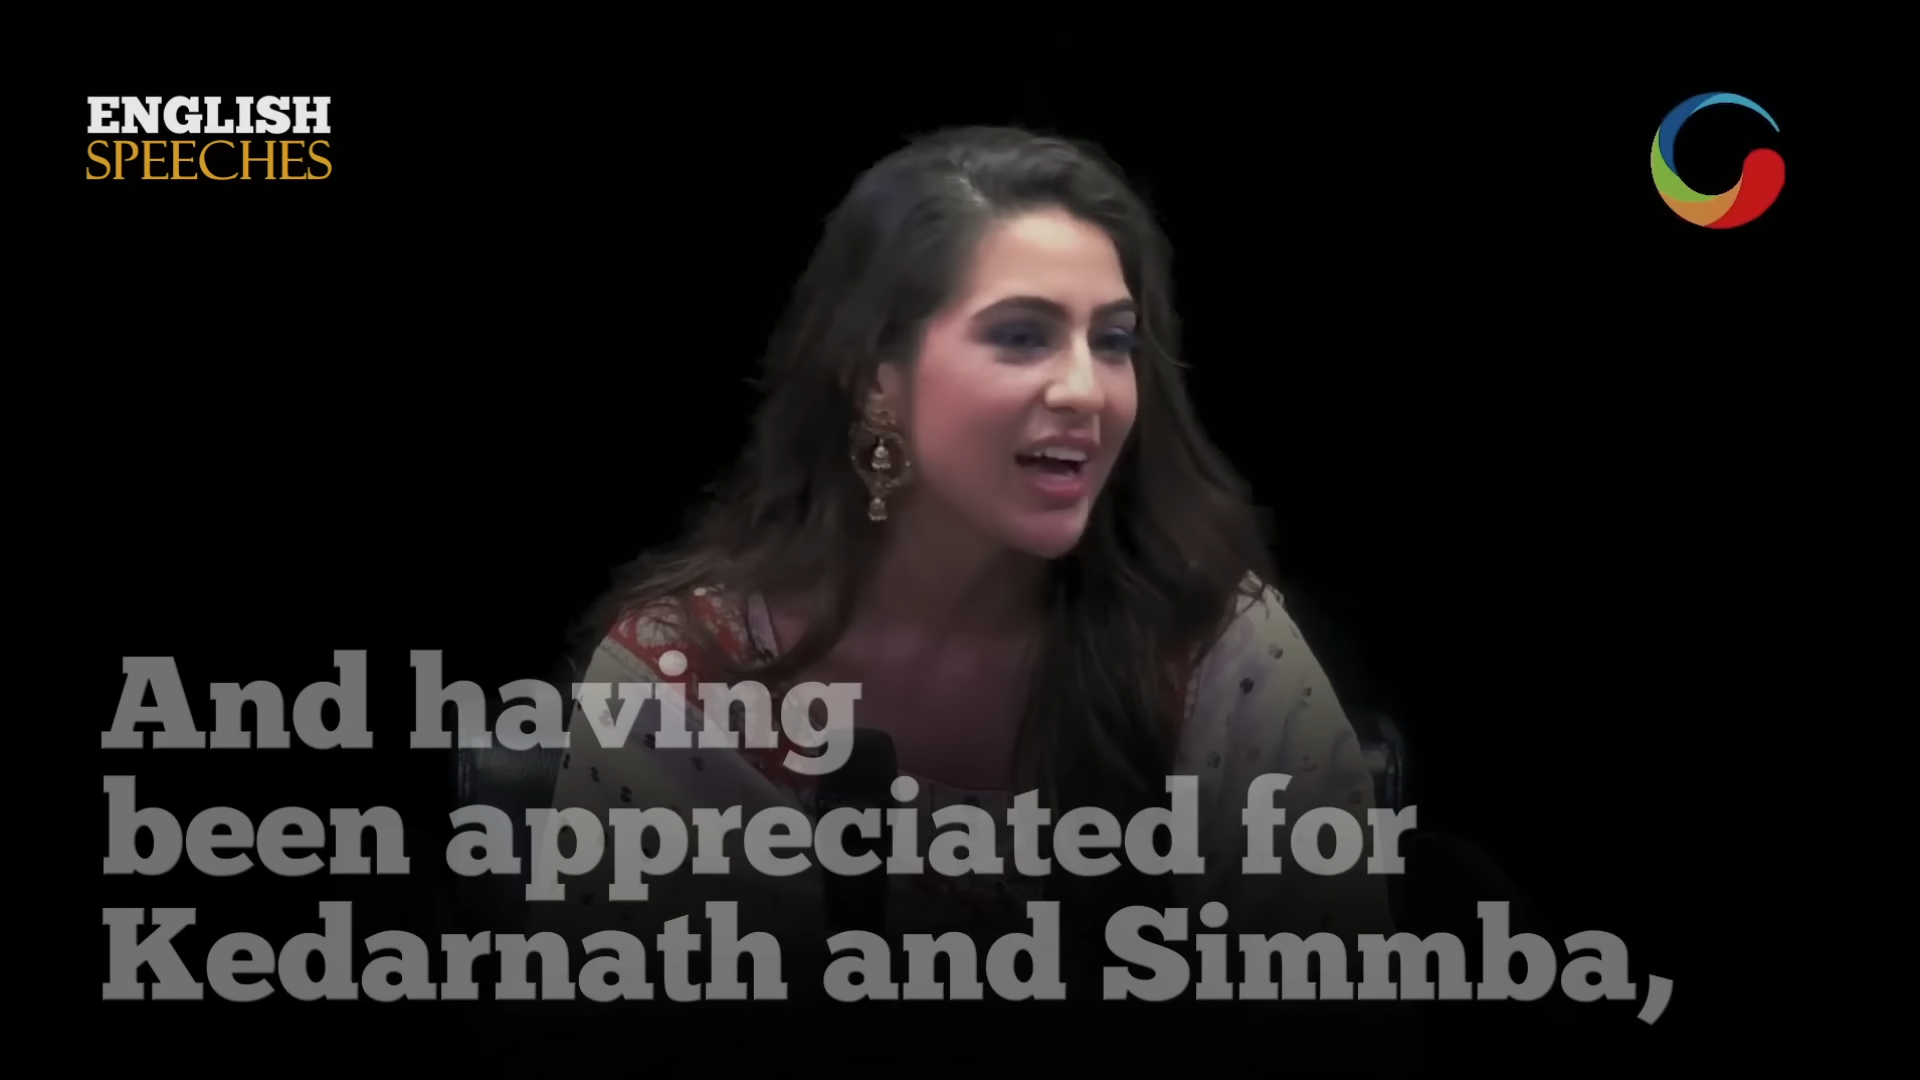 ENGLISH
SPEECHES
And having
been appreciated for
Kedarnath and Simmba,